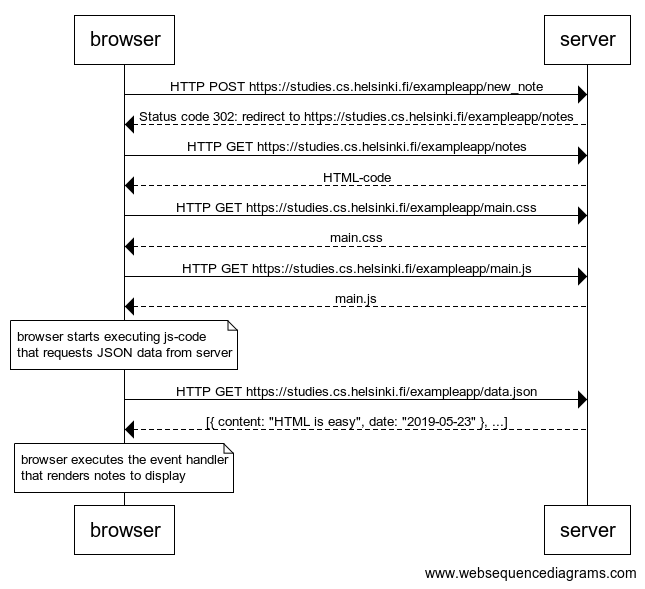 browser
server
HTTP POST https://studies.cs.helsinki.fi/exampleapp/new_note
Status code 302: redirect to https://studies.cs.helsinki.fi/exampleapp/notes
HTTP GET https://studies.cs.helsinki.fi/exampleapp/notes
HTML-code
HTTP GET https://studies.cs.helsinki.fi/exampleapp/main.css
main.css
HTTP GET https://studies.cs.helsinki.fi/exampleapp/main.js
main.js
browser starts executing js-code
that requests JSON data from server
HTTP GET https://studies.cs.helsinki.fi/exampleapp/data.json
[{ content: "HTML is easy", date: "2019-05-23" }, ...]
browser executes the event handler
that renders notes to display
browser
server
www.websequencediagrams.com